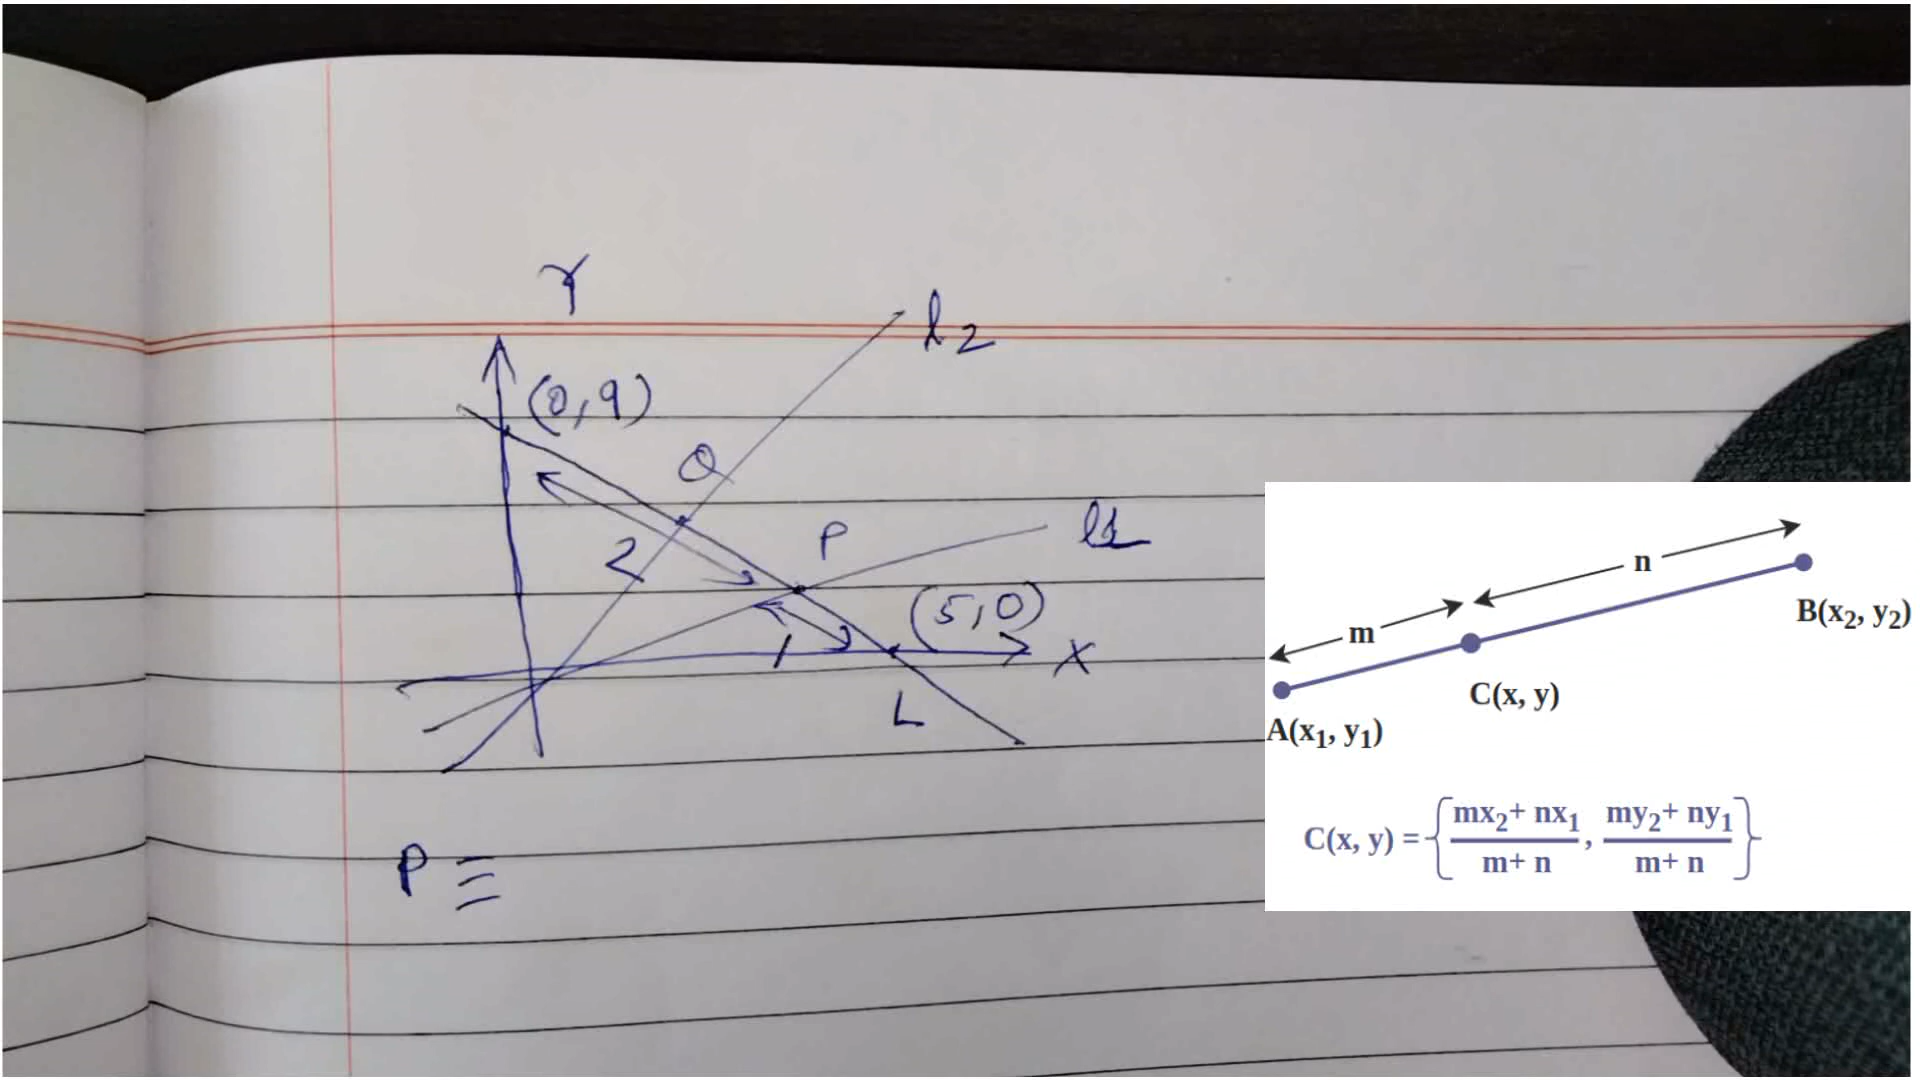 Y
l2
(0,9)
Q
P
l1
2
(5,0)
1
X
L
P ≡
n
m
B(x2, y2)
C(x, y)
A(x1, y1)
C(x, y) = { mx2+ nx1 / m+ n , my2+ ny1 / m+ n }